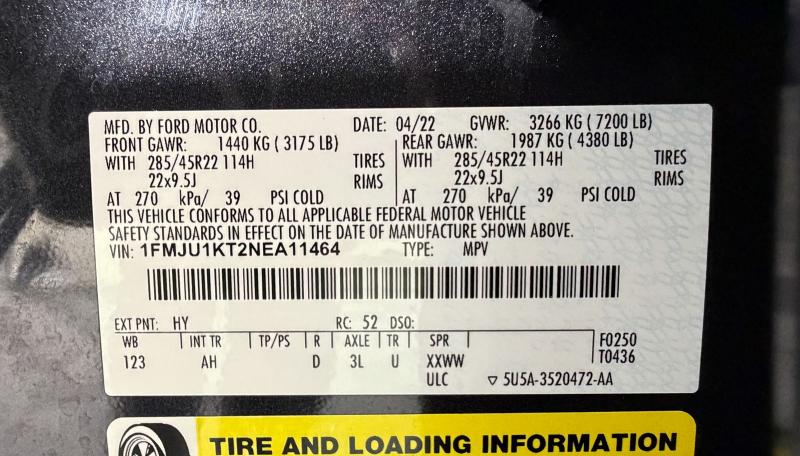 MFD. BY FORD MOTOR CO. DATE: 04/22 GVWR: 3266 KG ( 7200 LB)
FRONT GAWR: 1440 KG ( 3175 LB) REAR GAWR: 1987 KG ( 4380 LB)
WITH 285/45R22 114H TIRES WITH 285/45R22 114H TIRES
22x9.5J RIMS 22x9.5J RIMS
AT 270 kPa/ 39 PSI COLD AT 270 kPa/ 39 PSI COLD
THIS VEHICLE CONFORMS TO ALL APPLICABLE FEDERAL MOTOR VEHICLE
SAFETY STANDARDS IN EFFECT ON THE DATE OF MANUFACTURE SHOWN ABOVE.
VIN: 1FMJU1KT2NEA11464 TYPE: MPV
EXT PNT: HY RC: 52 DSO:
WB INT TR TP/PS R AXLE TR SPR F0250
123 AH D 3L U XXWW T0436
ULC 5U5A-3520472-AA
TIRE AND LOADING INFORMATION